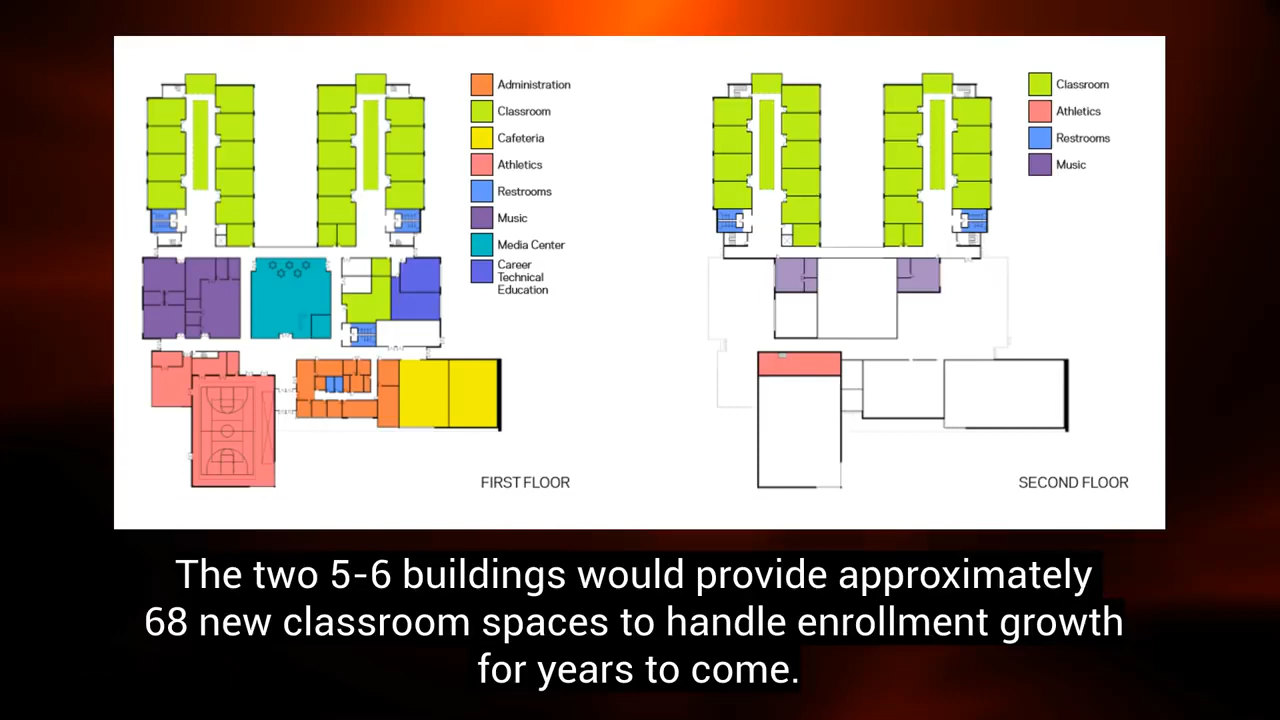 Administration
Classroom
Cafeteria
Athletics
Restrooms
Music
Media Center
Career
Technical
Education
FIRST FLOOR
Classroom
Athletics
Restrooms
Music
SECOND FLOOR
The two 5-6 buildings would provide approximately
68 new classroom spaces to handle enrollment growth
for years to come.